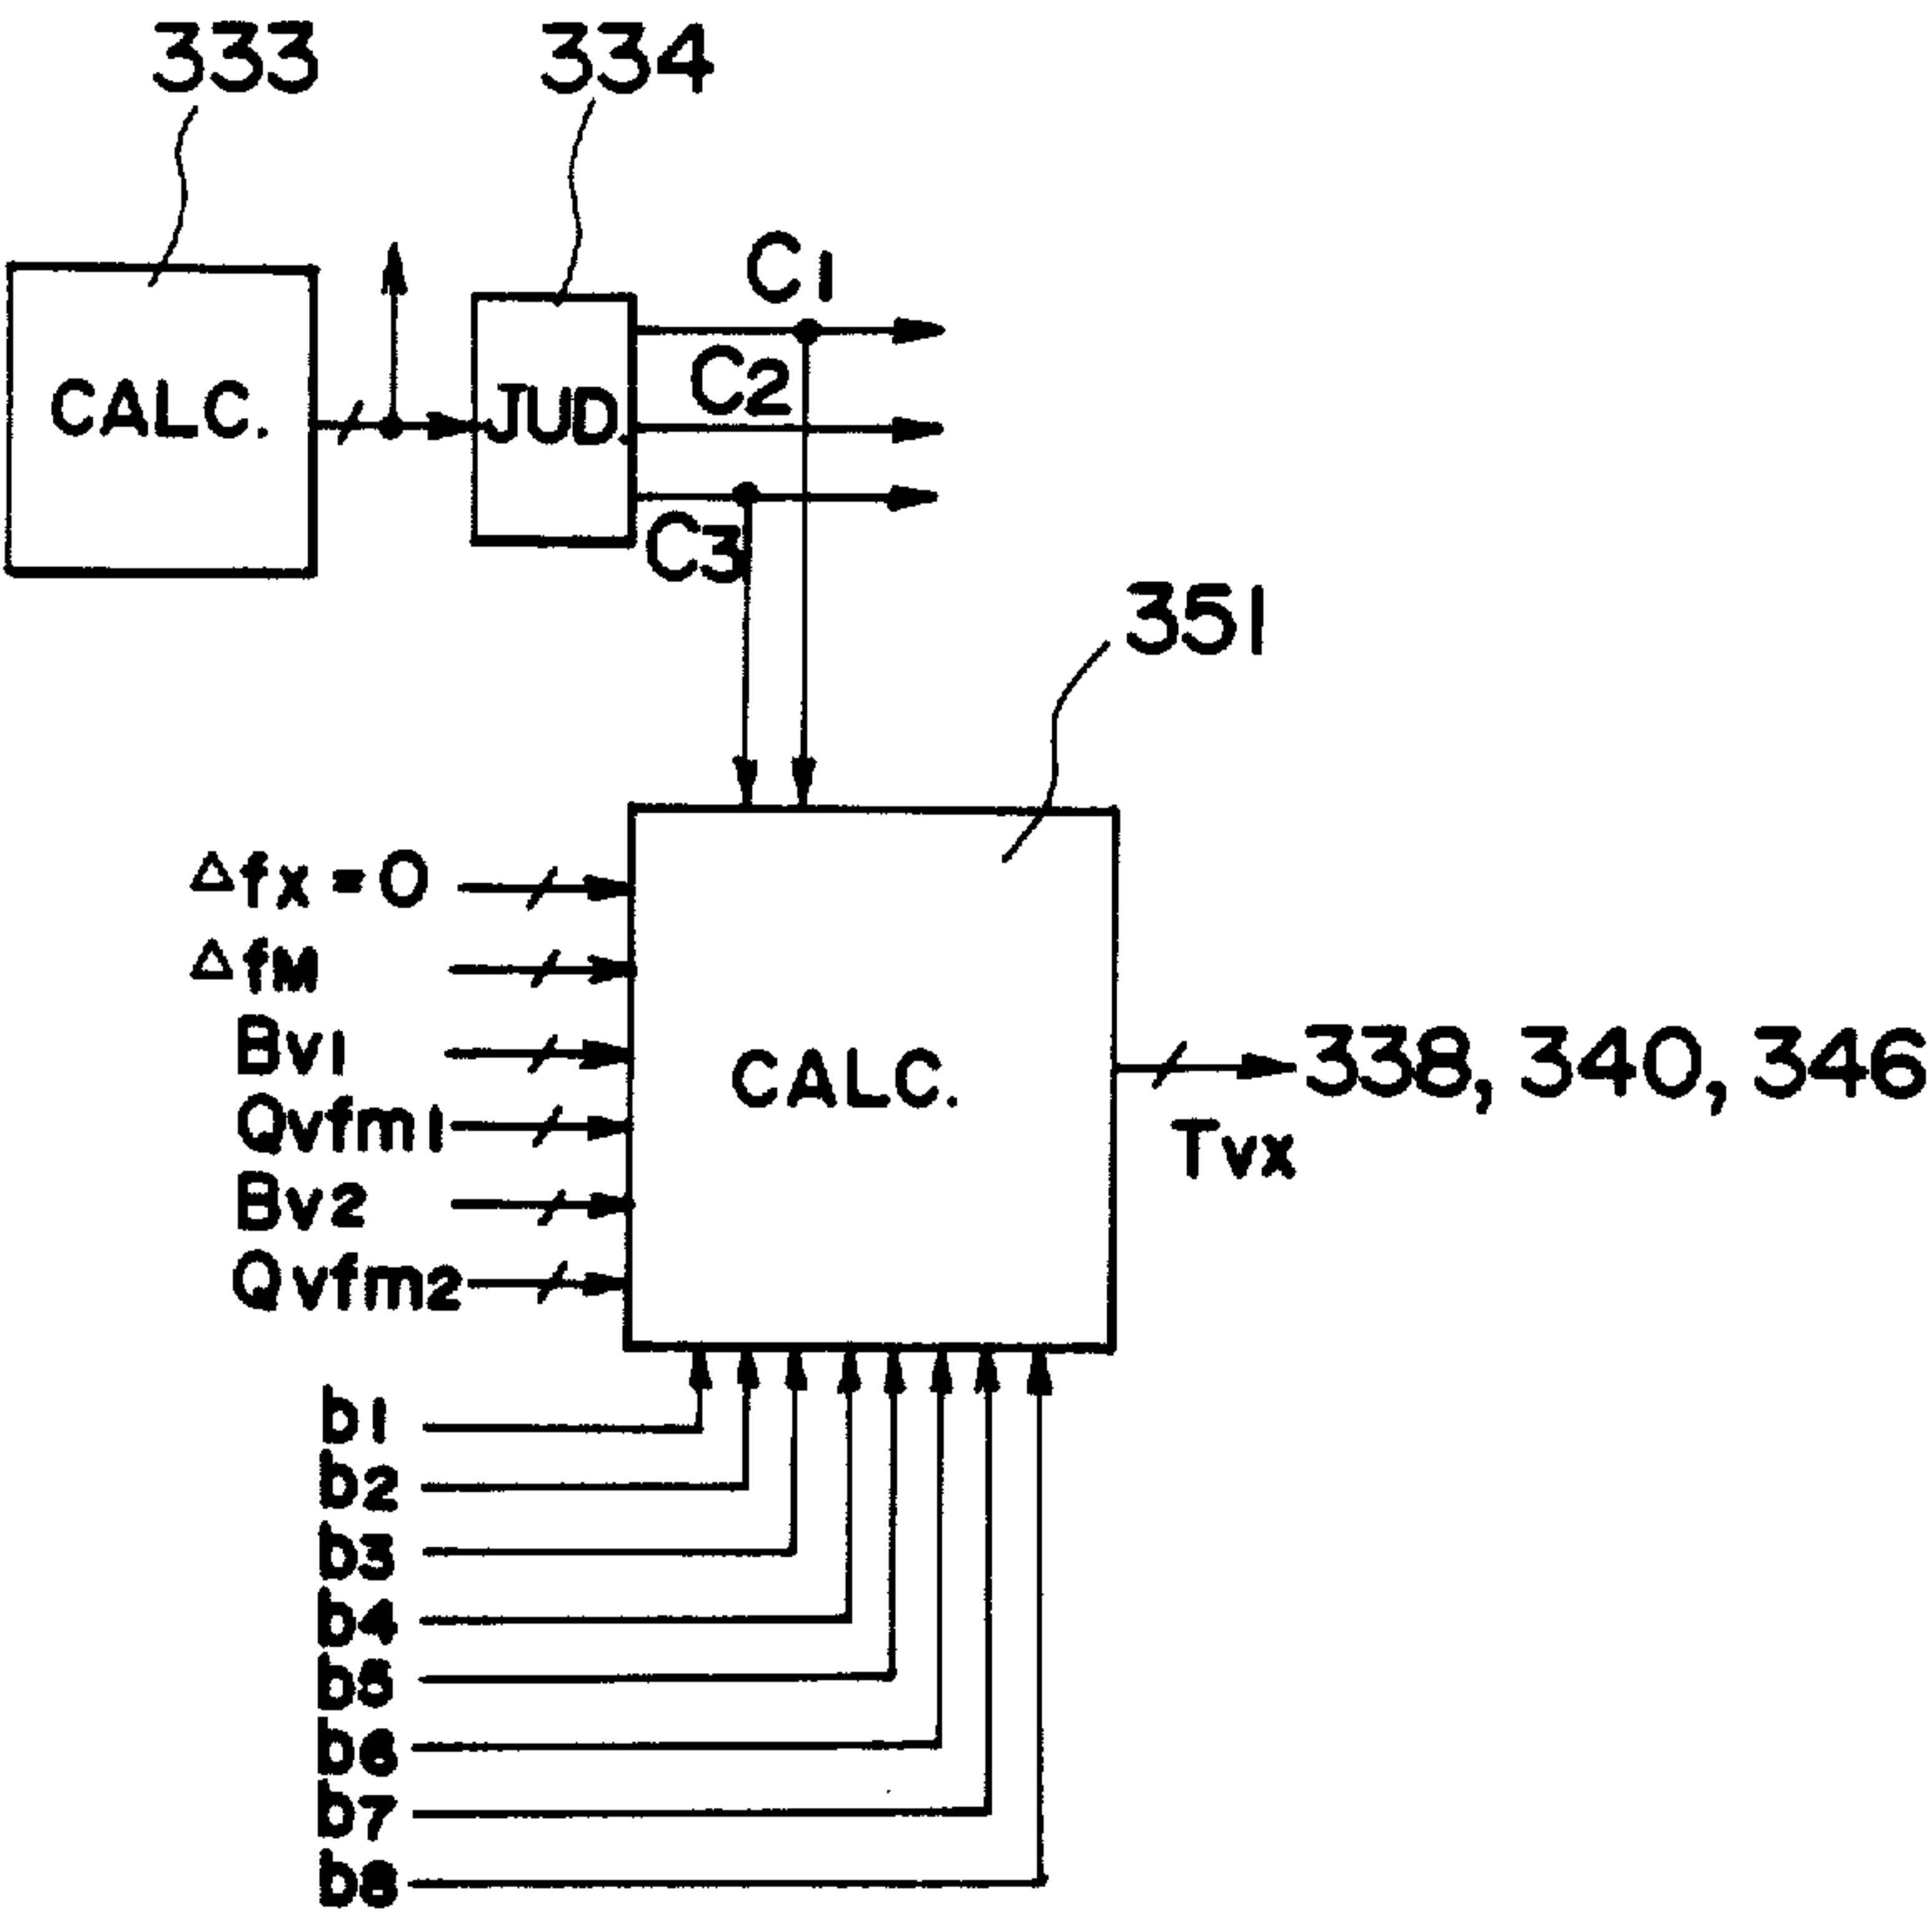 333
334
C1
CALC.
JUD.
C2
C3
351
Δfx=0
ΔfM
Bv1
Qvfm1
Bv2
Qvfm2
CALC.
338, 340, 346
Tvx
b1
b2
b3
b4
b5
b6
b7
b8